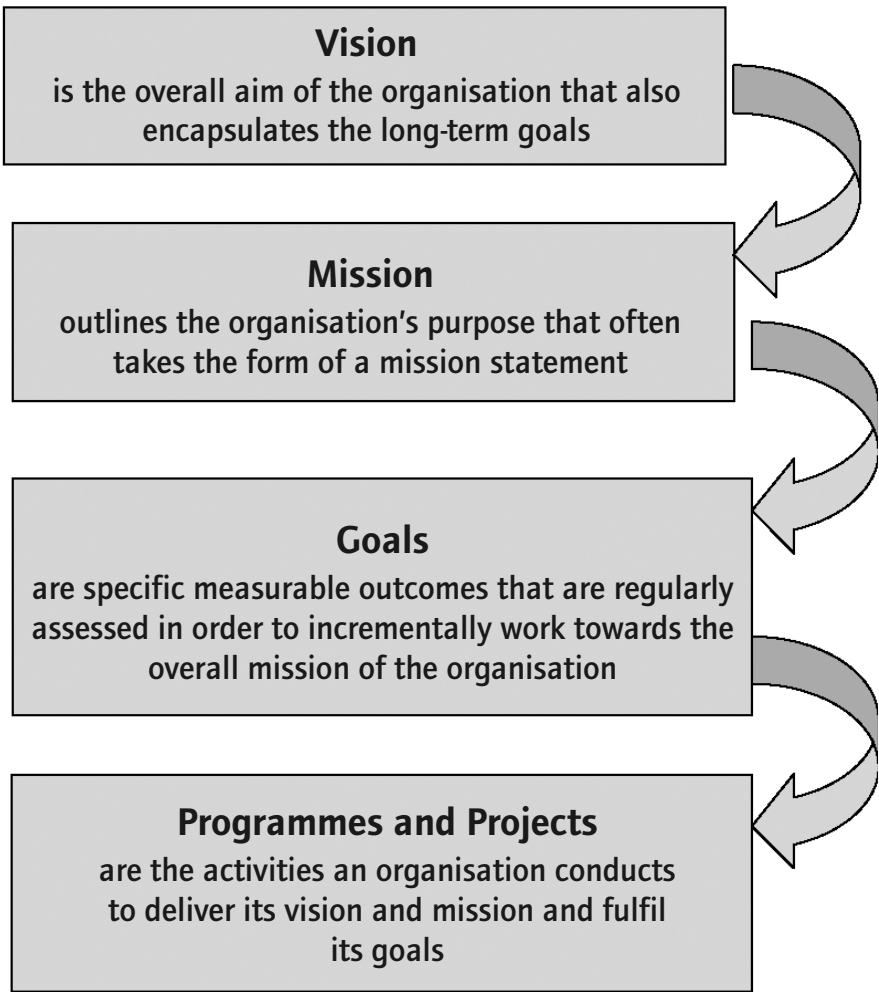 Vision
is the overall aim of the organisation that also
encapsulates the long-term goals
Mission
outlines the organisation's purpose that often
takes the form of a mission statement
Goals
are specific measurable outcomes that are regularly
assessed in order to incrementally work towards the
overall mission of the organisation
Programmes and Projects
are the activities an organisation conducts
to deliver its vision and mission and fulfil
its goals